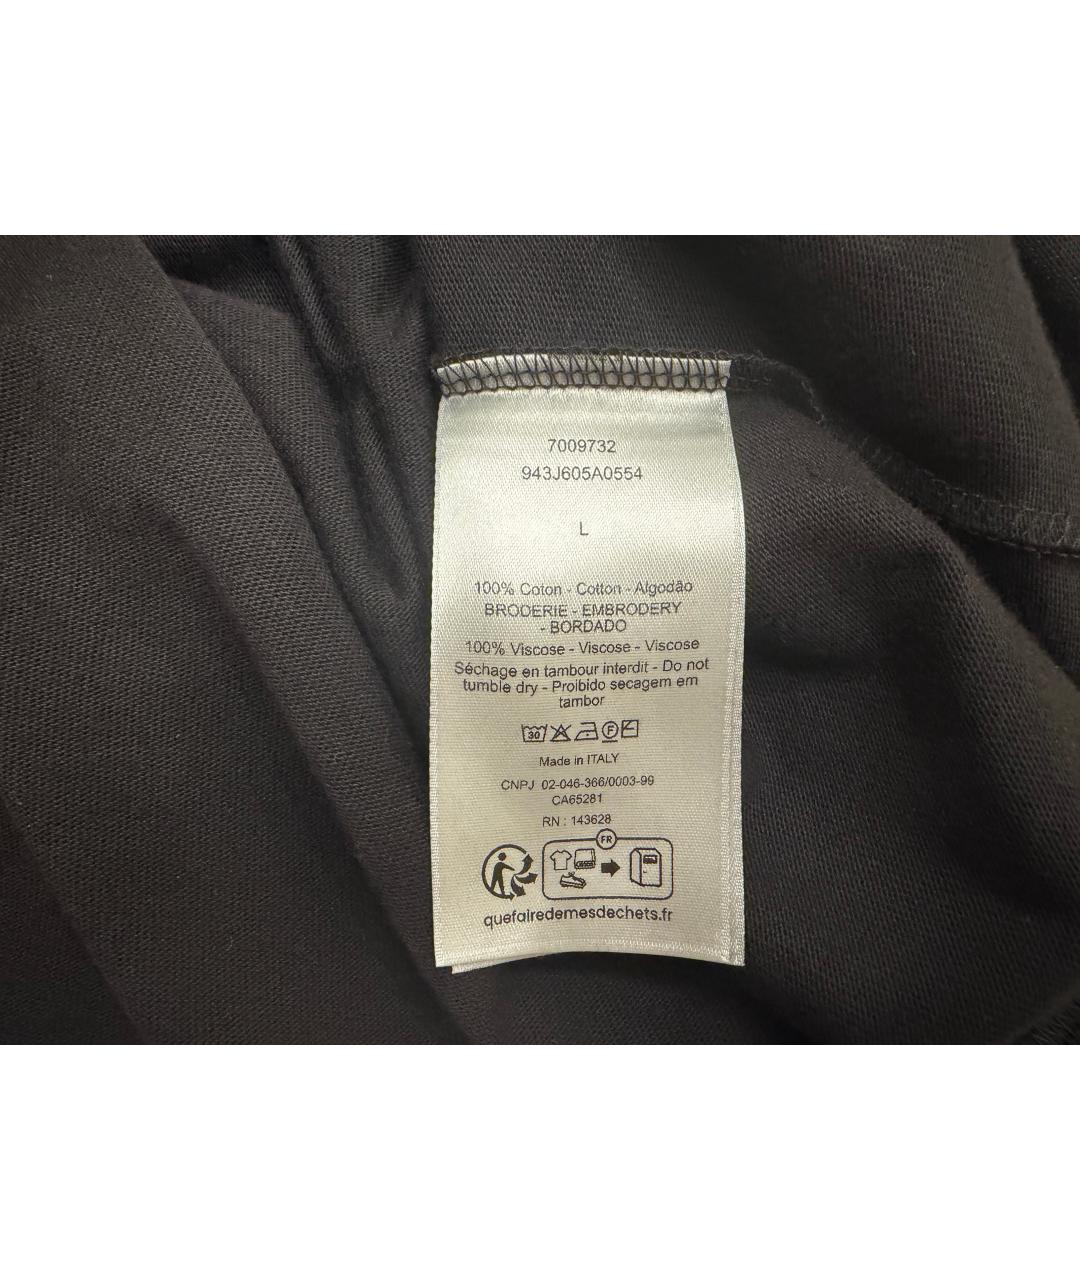 7009732
943J605A0554
L
100% Coton - Cotton - Algodão
BRODERIE - EMBRODERY
- BORDADO
100% Viscose - Viscose - Viscose
Séchage en tambour interdit - Do not
tumble dry - Proibido secagem em
tambor
30 F
Made in ITALY
CNPJ 02-046-366/0003-99
CA65281
RN : 143628
FR
quefairedemesdechets.fr